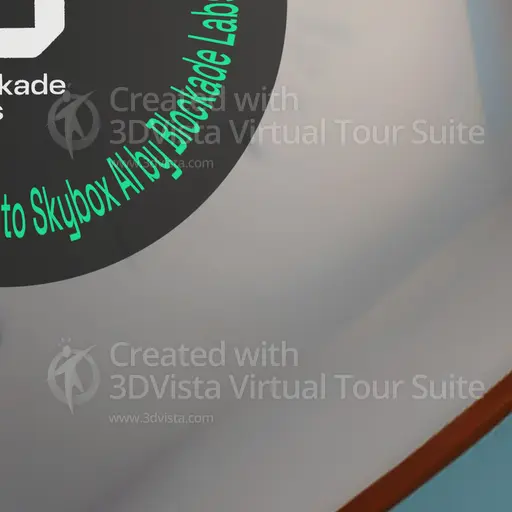 kade
s
to Skybox AI by Blockade Labs
Created with
3DVista Virtual Tour Suite
www.3dvista.com
Created with
3DVista Virtual Tour Suite
www.3dvista.com